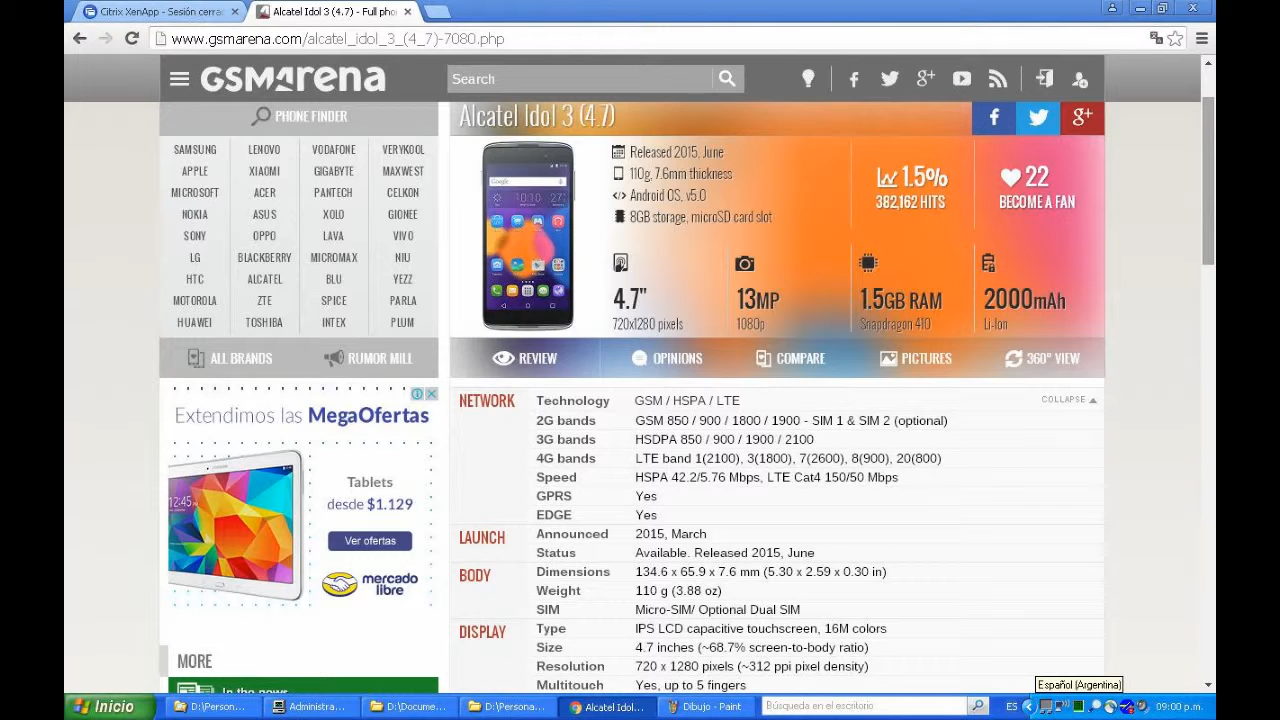 Citrix XenApp - Sesión cerrac
Alcatel Idol 3 (4.7) - Full pho
www.gsmarena.com/alcatel_idol_3_(4_7)-7080.php
GSMArena
Search
PHONE FINDER
SAMSUNG LENOVO VODAFONE VERYKOOL
APPLE XIAOMI GIGABYTE MAXWEST
MICROSOFT ACER PANTECH CELKON
NOKIA ASUS XOLO GIONEE
SONY OPPO LAVA VIVO
LG BLACKBERRY MICROMAX NIU
HTC ALCATEL BLU YEZZ
MOTOROLA ZTE SPICE PARLA
HUAWEI TOSHIBA INTEX PLUM
ALL BRANDS RUMOR MILL
Alcatel Idol 3 (4.7)
Released 2015, June
110g, 7.6mm thickness
Android OS, v5.0
8GB storage, microSD card slot
1.5%
382,162 HITS
22
BECOME A FAN
4.7"
720x1280 pixels
13MP
1080p
1.5GB RAM
Snapdragon 410
2000mAh
Li-Ion
REVIEW OPINIONS COMPARE PICTURES 360° VIEW
Extendimos las MegaOfertas
Tablets
desde $1.129
Ver ofertas
mercado
libre
MORE
In the news
NETWORK Technology GSM / HSPA / LTE COLLAPSE
2G bands GSM 850 / 900 / 1800 / 1900 - SIM 1 & SIM 2 (optional)
3G bands HSDPA 850 / 900 / 1900 / 2100
4G bands LTE band 1(2100), 3(1800), 7(2600), 8(900), 20(800)
Speed HSPA 42.2/5.76 Mbps, LTE Cat4 150/50 Mbps
GPRS Yes
EDGE Yes
LAUNCH Announced 2015, March
Status Available. Released 2015, June
BODY Dimensions 134.6 x 65.9 x 7.6 mm (5.30 x 2.59 x 0.30 in)
Weight 110 g (3.88 oz)
SIM Micro-SIM/ Optional Dual SIM
DISPLAY Type IPS LCD capacitive touchscreen, 16M colors
Size 4.7 inches (~68.7% screen-to-body ratio)
Resolution 720 x 1280 pixels (~312 ppi pixel density)
Multitouch Yes, up to 5 fingers
Español (Argentina)
Inicio D:\Person... Administra... D:\Docume... D:\Persona... Alcatel Idol... Dibujo - Paint Búsqueda en el escritorio ES 09:00 p.m.